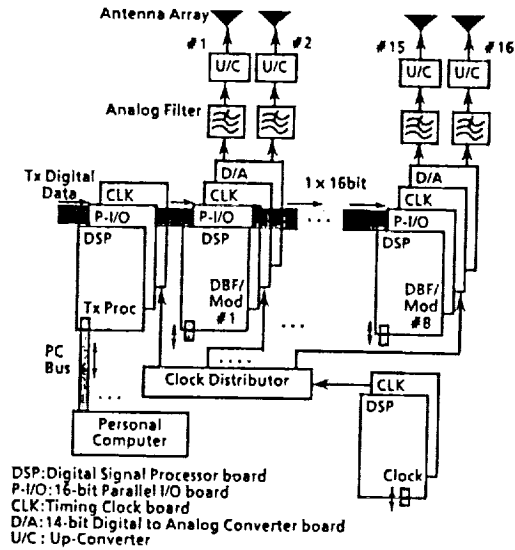 Antenna Array
#1
#2
#15
#16
U/C
U/C
U/C
U/C
Analog Filter
D/A
Tx Digital
Data
CLK
CLK
1 x 16bit
P-I/O
P-I/O
P-I/O
DSP
DSP
DSP
Tx Proc
DBF/
Mod
#1
DBF/
Mod
#8
PC
Bus
Clock Distributor
CLK
DSP
Clock
Personal
Computer
DSP:Digital Signal Processor board
P-I/O:16-bit Parallel I/O board
CLK:Timing Clock board
D/A:14-bit Digital to Analog Converter board
U/C: Up-Converter